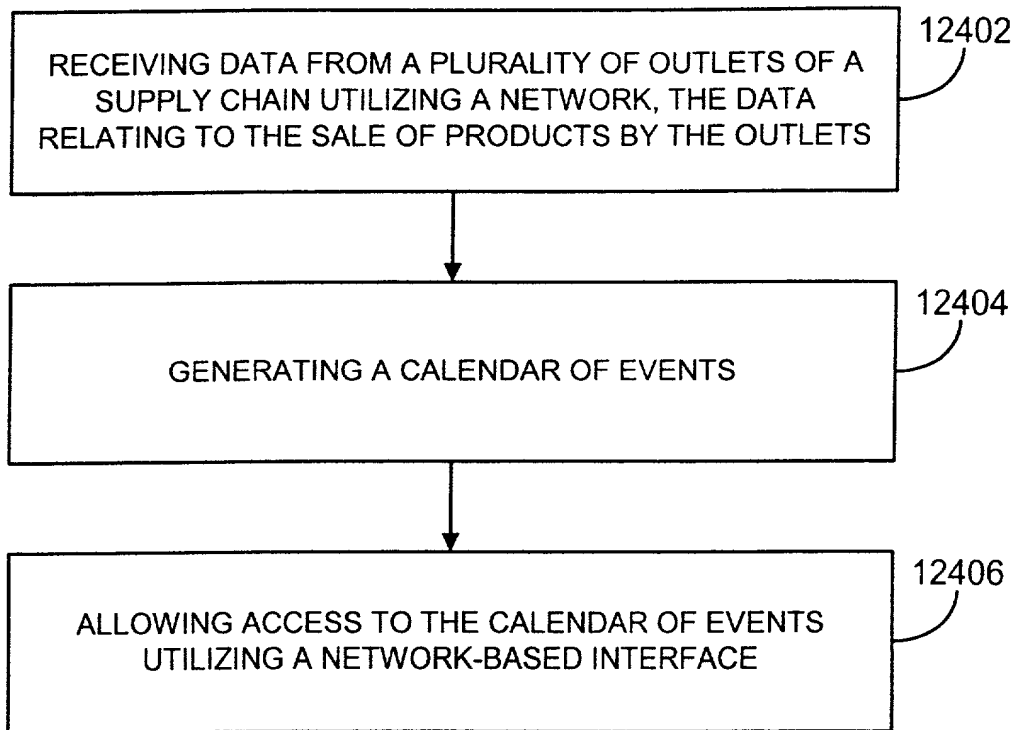 12402
RECEIVING DATA FROM A PLURALITY OF OUTLETS OF A
SUPPLY CHAIN UTILIZING A NETWORK, THE DATA
RELATING TO THE SALE OF PRODUCTS BY THE OUTLETS
12404
GENERATING A CALENDAR OF EVENTS
12406
ALLOWING ACCESS TO THE CALENDAR OF EVENTS
UTILIZING A NETWORK-BASED INTERFACE